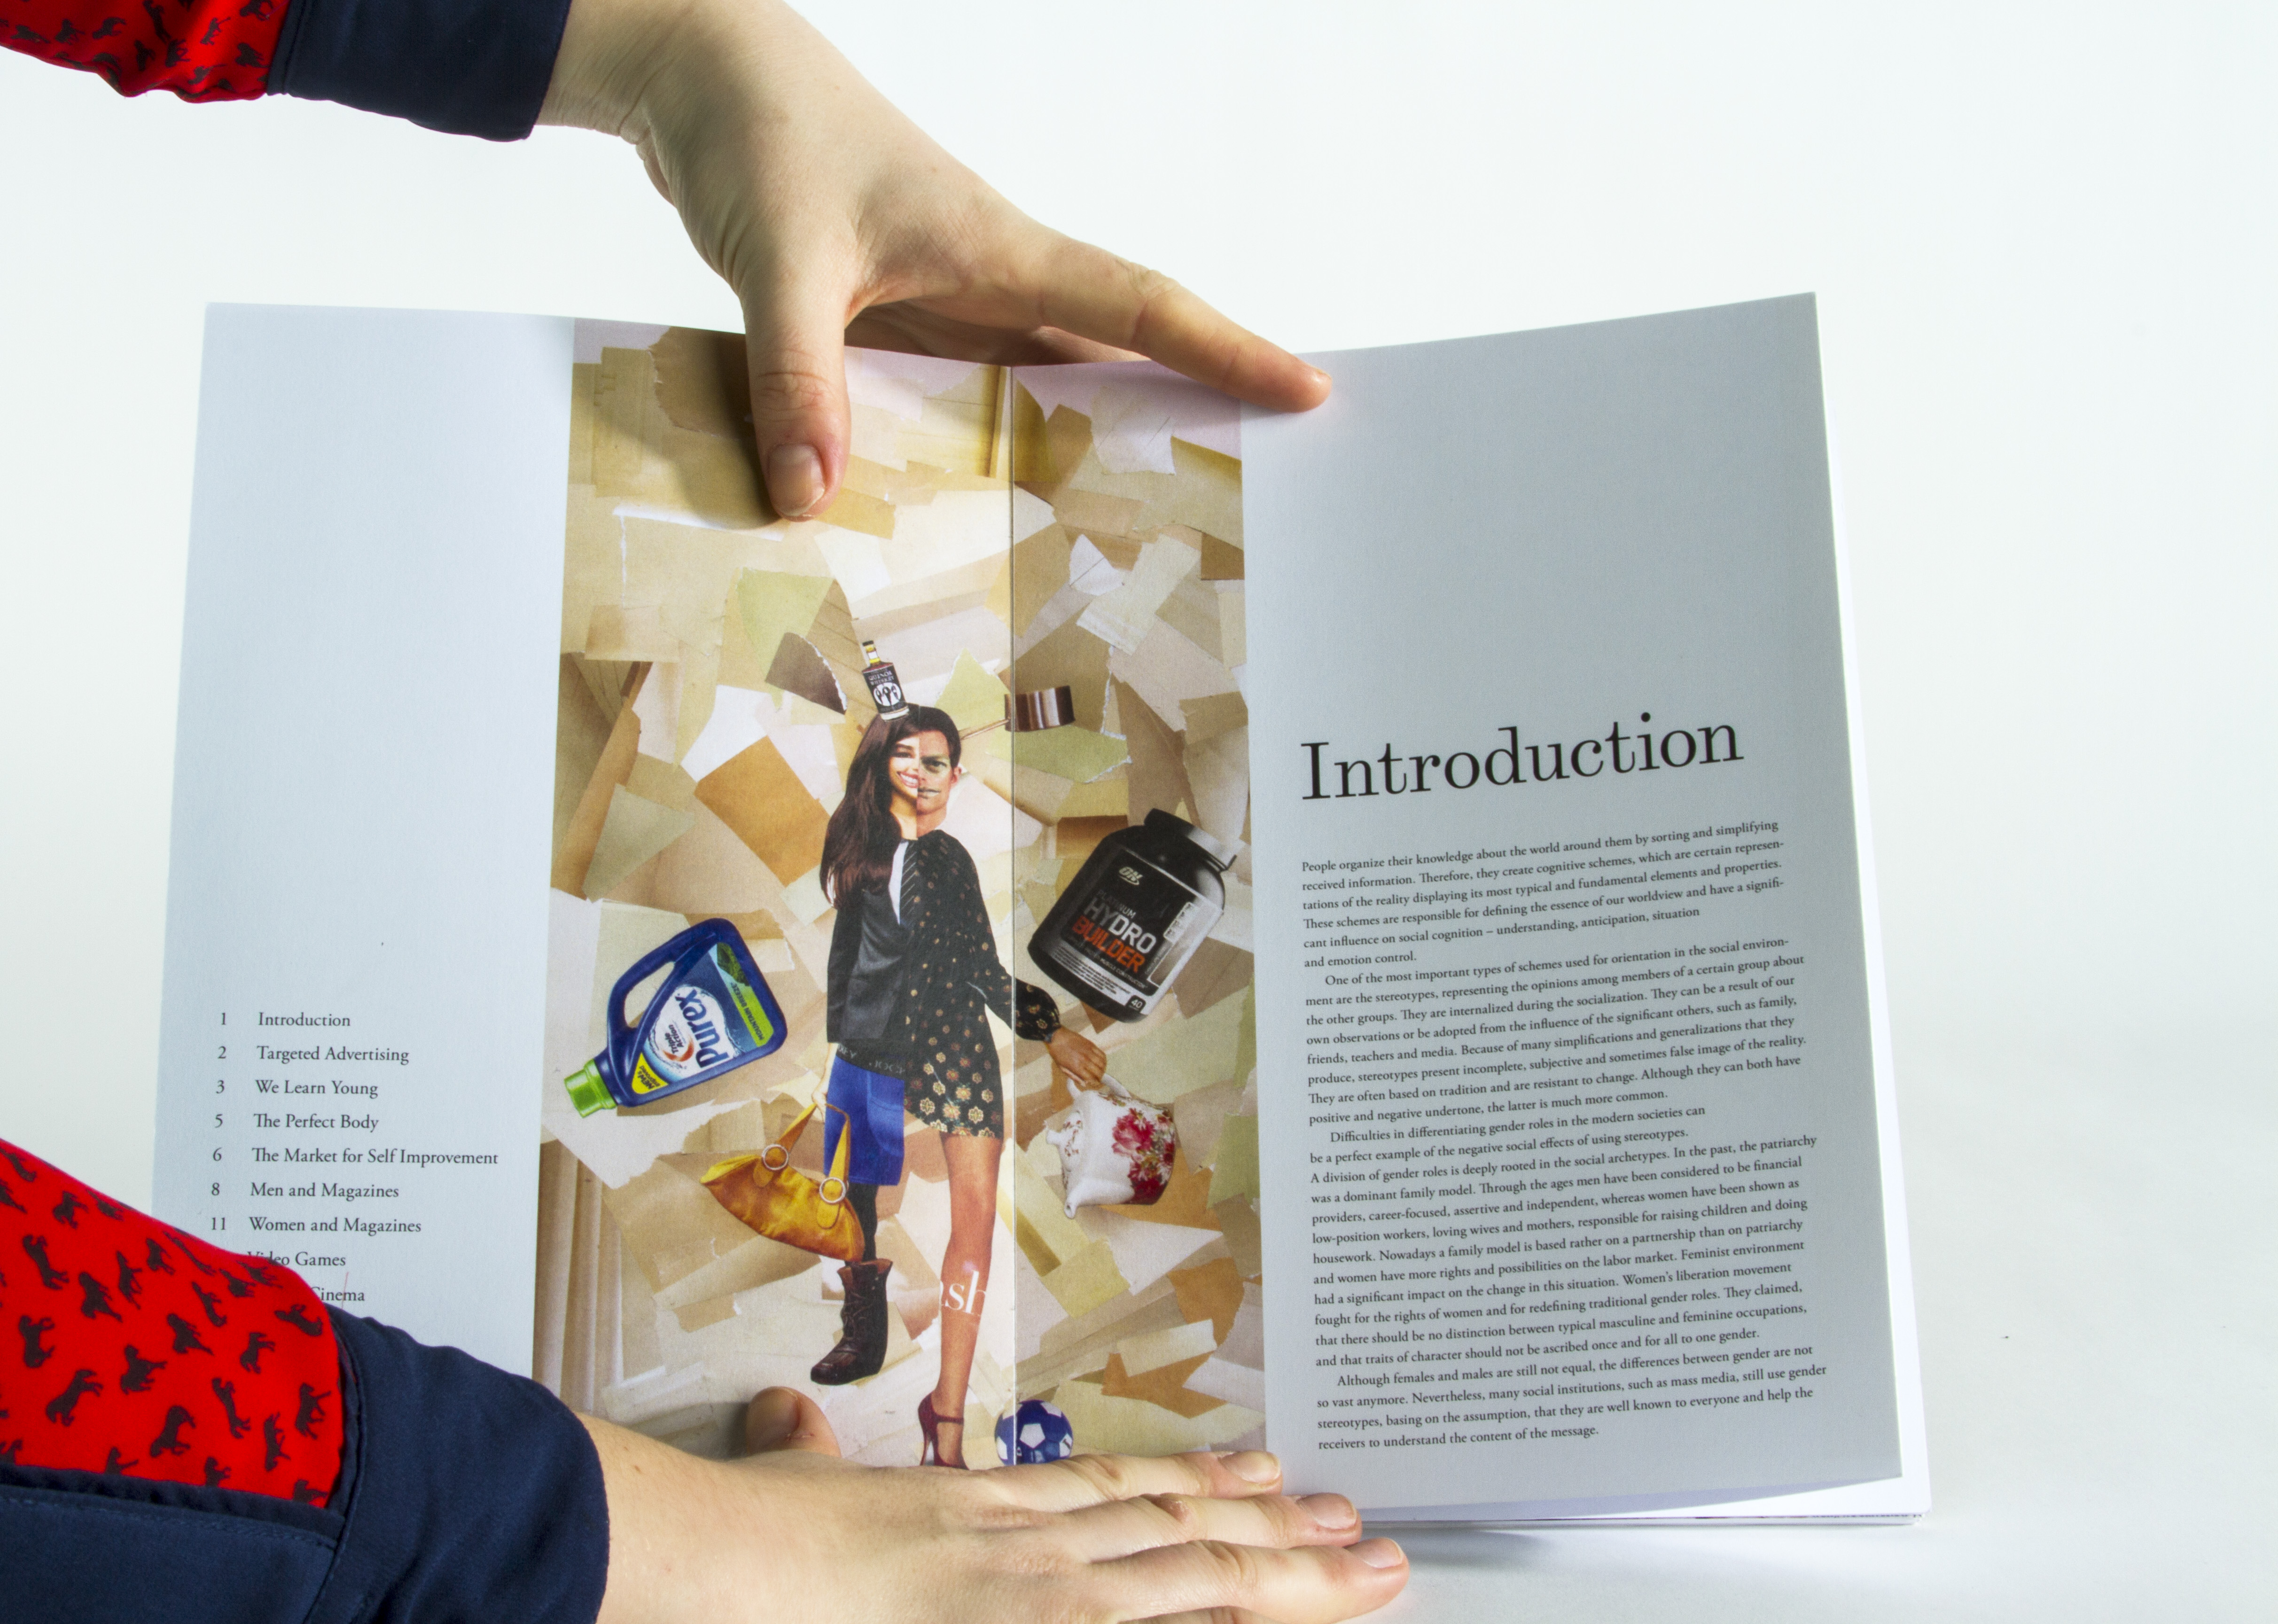 1 Introduction
2 Targeted Advertising
3 We Learn Young
5 The Perfect Body
6 The Market for Self Improvement
8 Men and Magazines
11 Women and Magazines
Video Games
Cinema
Purex
Triple
Action
NEW!
MOUNTAIN BREEZE
ON
PLATINUM
HYDRO
BUILDER
40
ash
Introduction
People organize their knowledge about the world around them by sorting and simplifying
received information. Therefore, they create cognitive schemes, which are certain represen-
tations of the reality displaying its most typical and fundamental elements and properties.
These schemes are responsible for defining the essence of our worldview and have a signifi-
cant influence on social cognition – understanding, anticipation, situation
and emotion control.
One of the most important types of schemes used for orientation in the social environ-
ment are the stereotypes, representing the opinions among members of a certain group about
the other groups. They are internalized during the socialization. They can be a result of our
own observations or be adopted from the influence of the significant others, such as family,
friends, teachers and media. Because of many simplifications and generalizations that they
produce, stereotypes present incomplete, subjective and sometimes false image of the reality.
They are often based on tradition and are resistant to change. Although they can both have
positive and negative undertone, the latter is much more common.
Difficulties in differentiating gender roles in the modern societies can
be a perfect example of the negative social effects of using stereotypes.
A division of gender roles is deeply rooted in the social archetypes. In the past, the patriarchy
was a dominant family model. Through the ages men have been considered to be financial
providers, career-focused, assertive and independent, whereas women have been shown as
low-position workers, loving wives and mothers, responsible for raising children and doing
housework. Nowadays a family model is based rather on a partnership than on patriarchy
and women have more rights and possibilities on the labor market. Feminist environment
had a significant impact on the change in this situation. Women's liberation movement
fought for the rights of women and for redefining traditional gender roles. They claimed,
that there should be no distinction between typical masculine and feminine occupations,
and that traits of character should not be ascribed once and for all to one gender.
Although females and males are still not equal, the differences between gender are not
so vast anymore. Nevertheless, many social institutions, such as mass media, still use gender
stereotypes, basing on the assumption, that they are well known to everyone and help the
receivers to understand the content of the message.